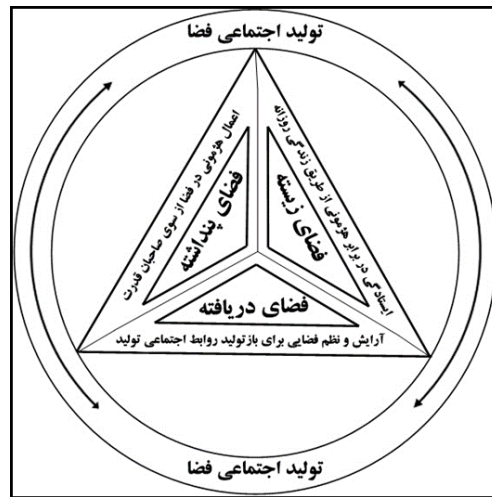 تولید اجتماعی فضا
اعمال هژمونی در فضا از سوی صاحبان قدرت
فضای پنداشته
ایستادگی در برابر هژمونی از طریق زندگی روزانه
فضای زیسته
فضای دریافته
آرایش و نظم فضایی برای بازتولید روابط اجتماعی تولید
تولید اجتماعی فضا